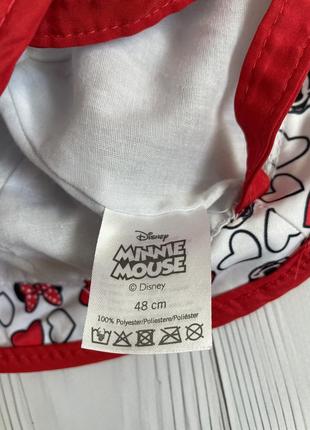 Disney
MINNIE
MOUSE
© Disney
48 cm
100% Polyester/Poliestere/Poliéster